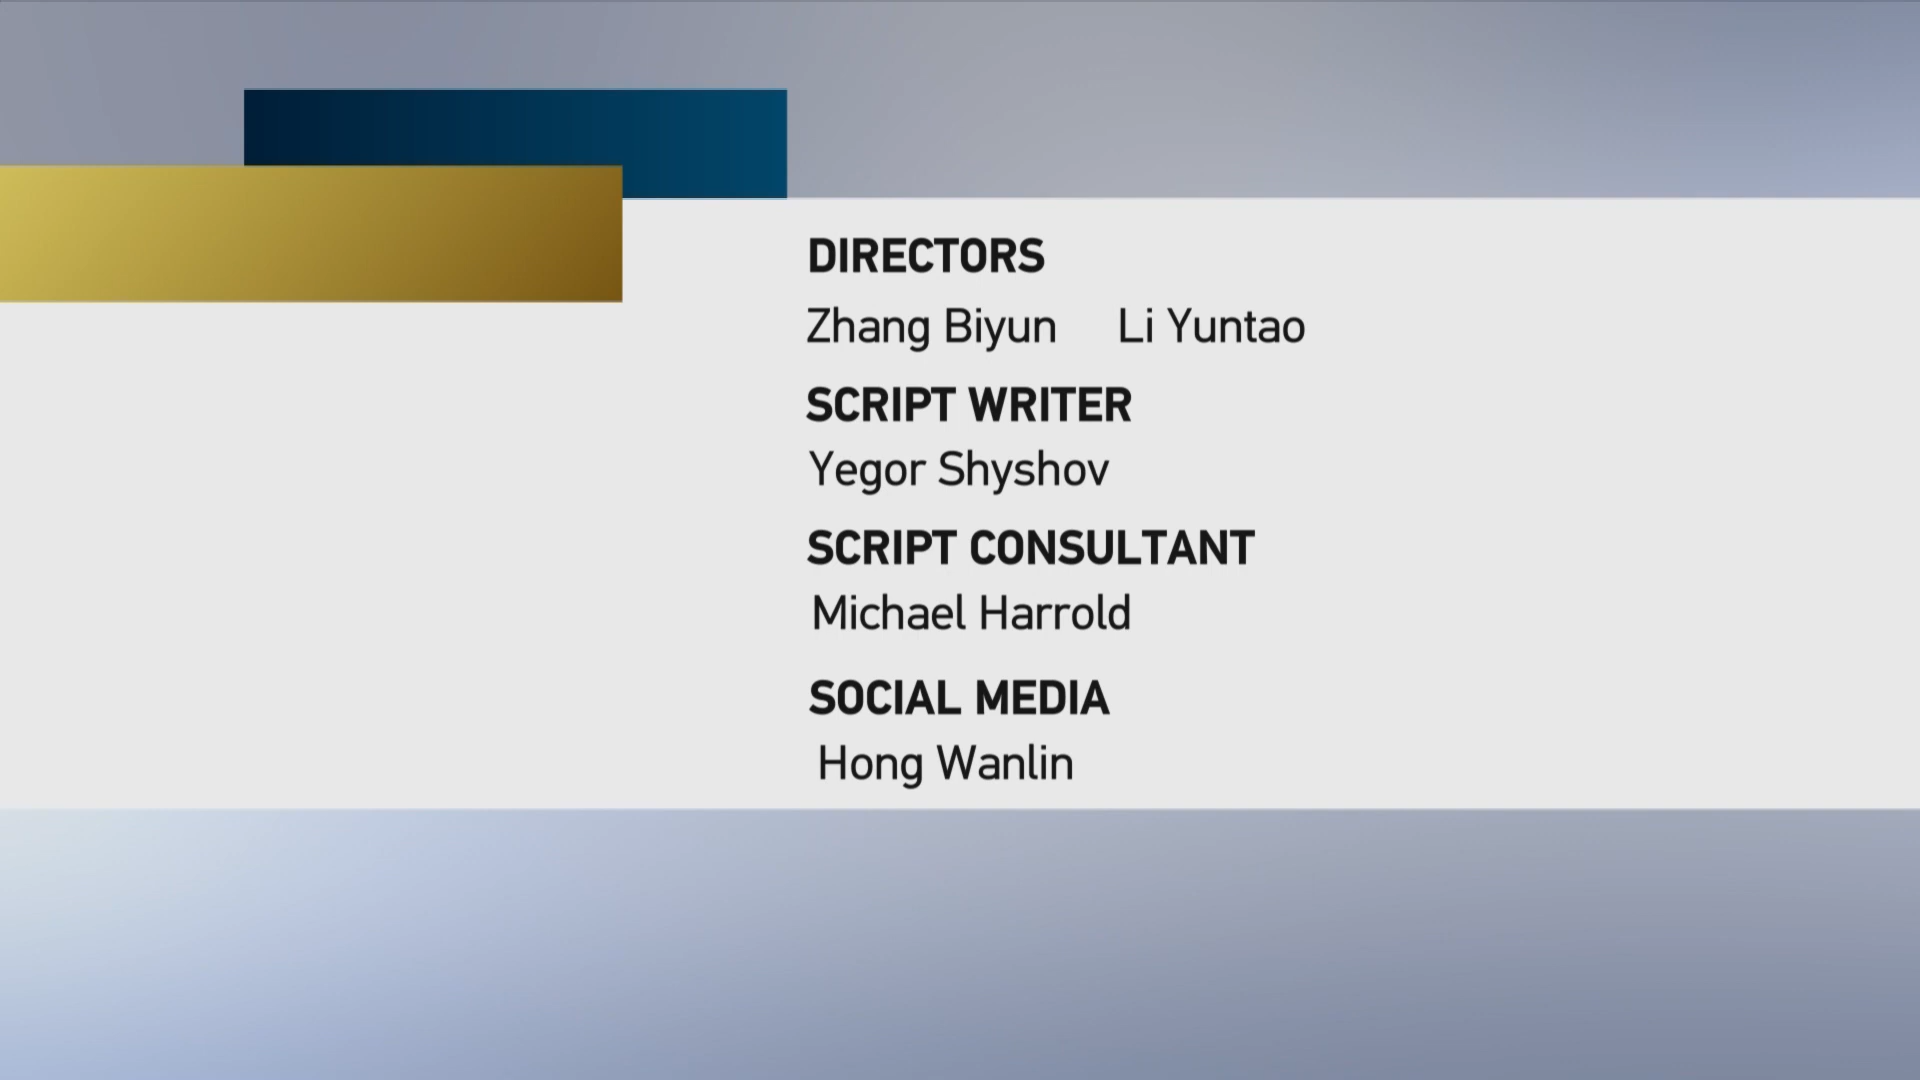 DIRECTORS
Zhang Biyun Li Yuntao
SCRIPT WRITER
Yegor Shyshov
SCRIPT CONSULTANT
Michael Harrold
SOCIAL MEDIA
Hong Wanlin